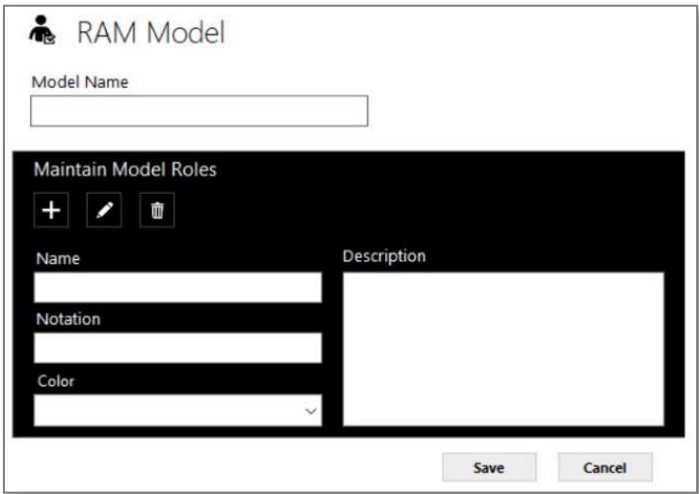 RAM Model
Model Name
Maintain Model Roles
Name
Description
Notation
Color
Save Cancel